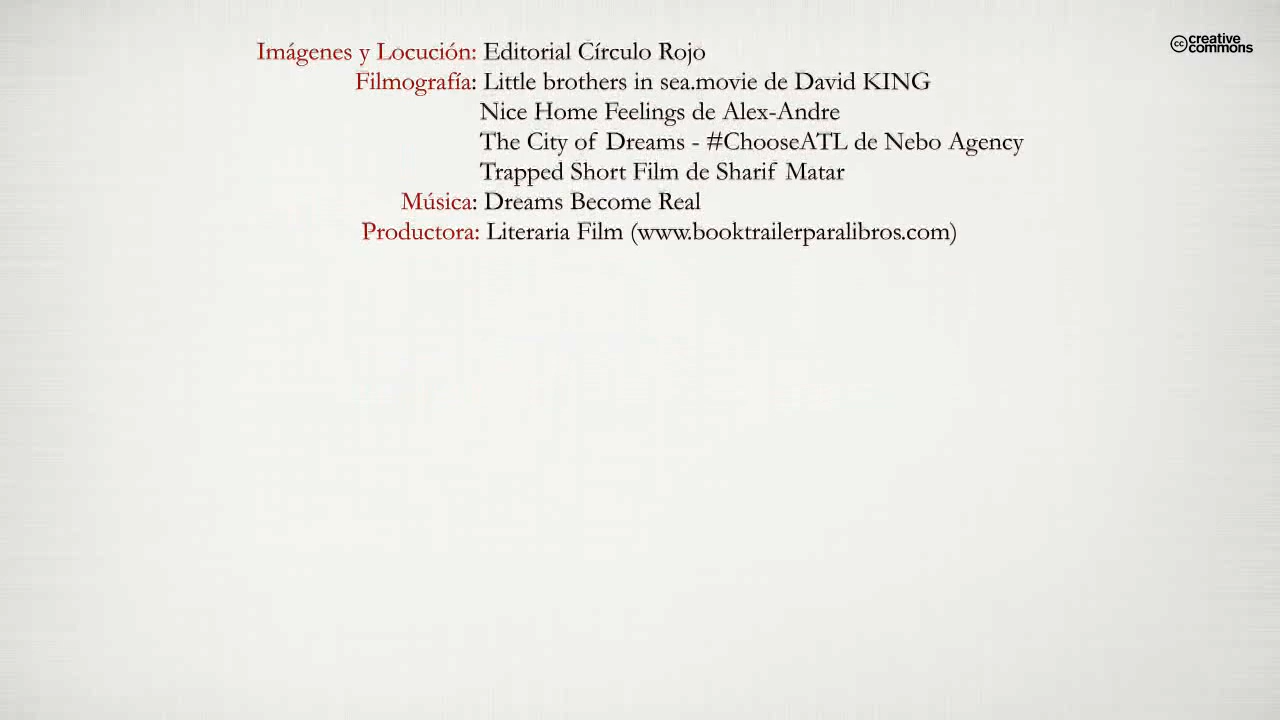 Imágenes y Locución: Editorial Círculo Rojo
Filmografía: Little brothers in sea.movie de David KING
Nice Home Feelings de Alex-Andre
The City of Dreams - #ChooseATL de Nebo Agency
Trapped Short Film de Sharif Matar
Música: Dreams Become Real
Productora: Literaria Film (www.booktrailerparalibros.com)
cc creative
commons